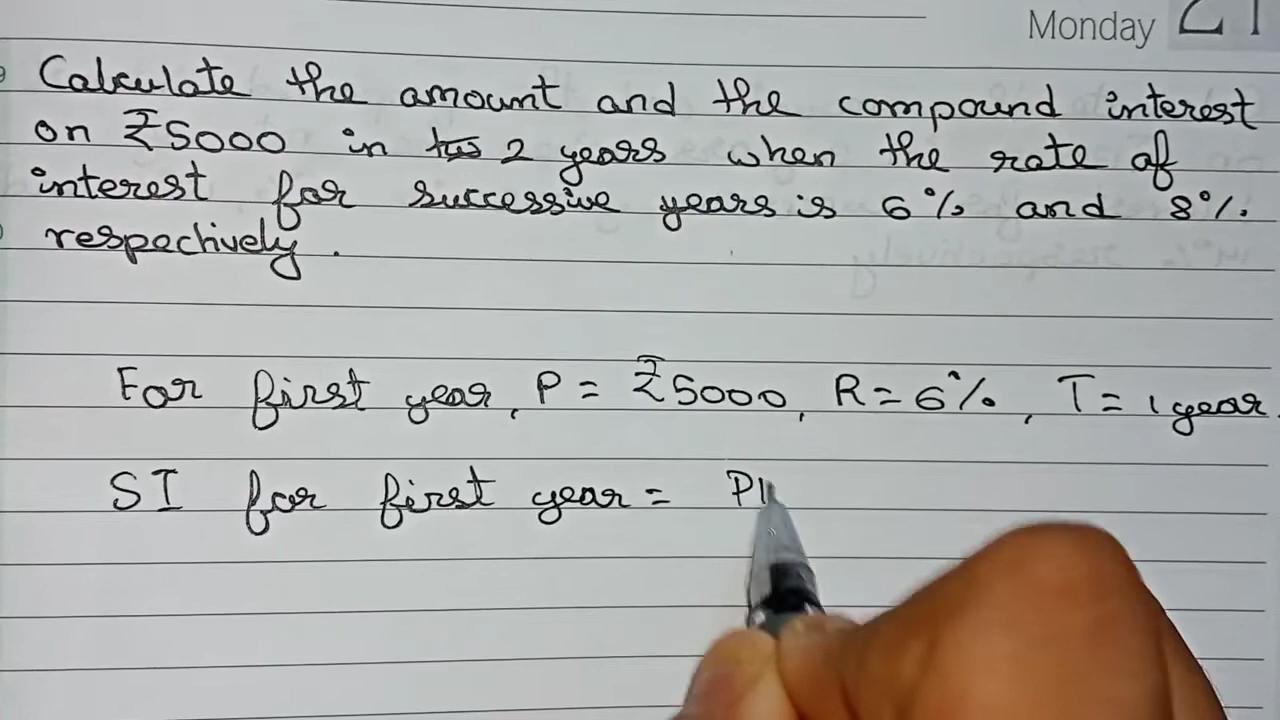 Monday 21
Calculate the amount and the compound interest
on ₹5000 in 2 years when the rate of
interest for successive years is 6% and 8%
respectively.
For first year, P = ₹5000, R = 6%, T = 1 year.
SI for first year = P